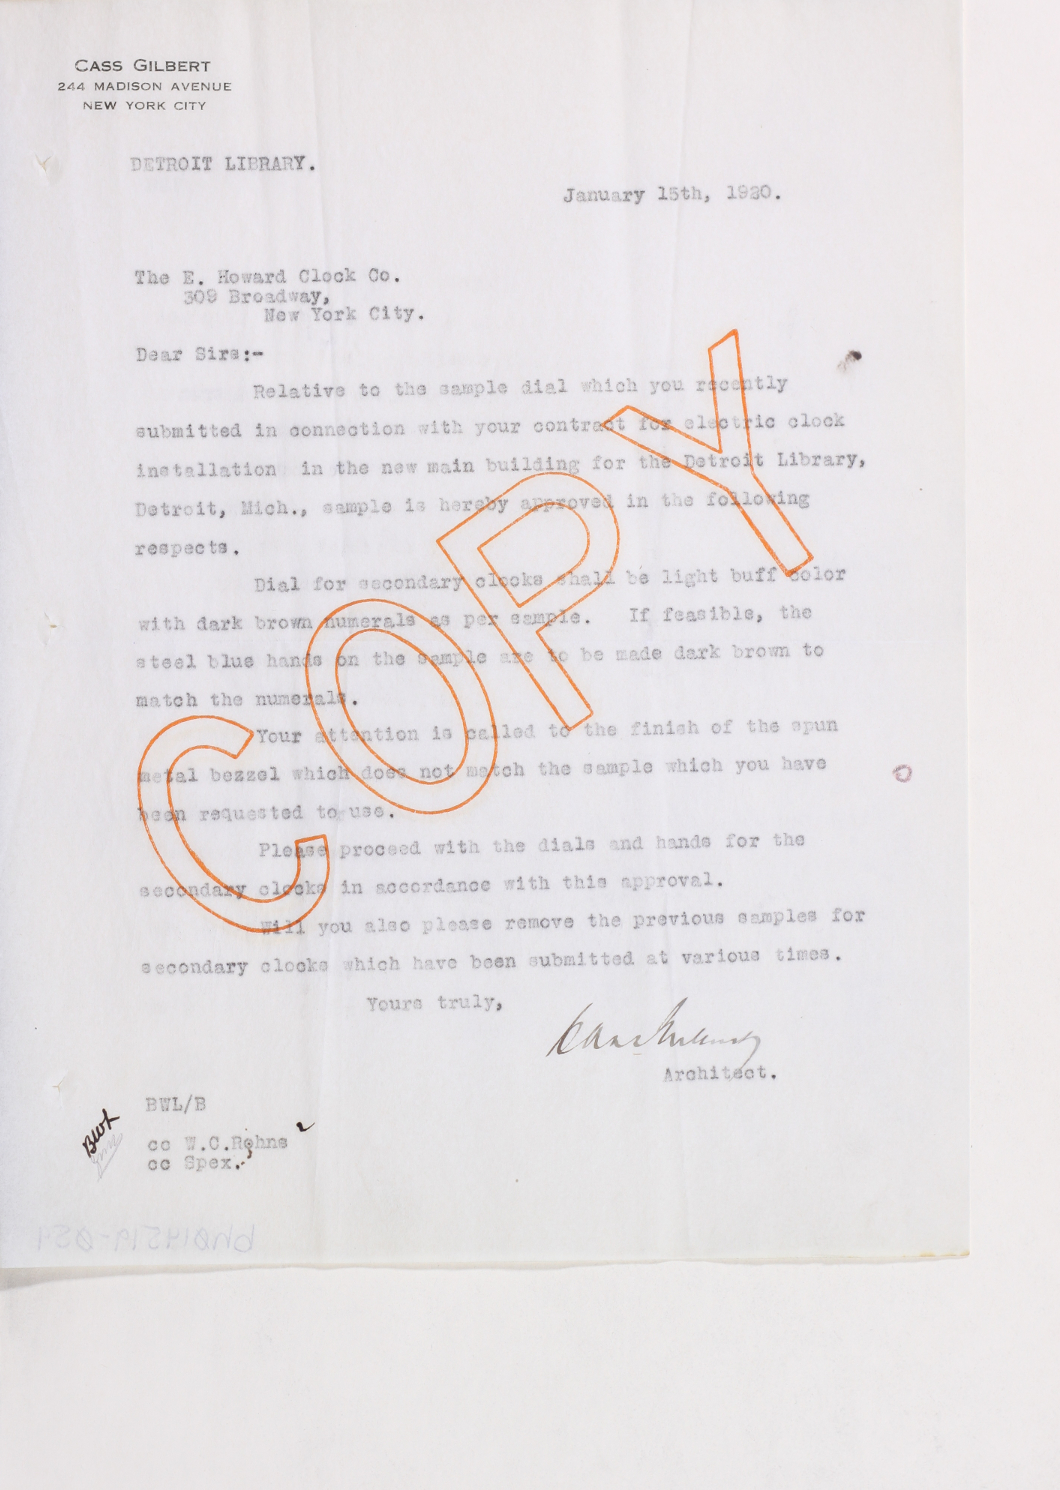 CASS GILBERT
244 MADISON AVENUE
NEW YORK CITY
DETROIT LIBRARY.
January 15th, 1920.
The E. Howard Clock Co.
309 Broadway,
New York City.
Dear Sirs:-
Relative to the sample dial which you recently
submitted in connection with your contract for electric clock
installation in the new main building for the Detroit Library,
Detroit, Mich., sample is hereby approved in the following
respects.
Dial for secondary clocks shall be light buff color
with dark brown numerals as per sample. If feasible, the
steel blue hands on the sample are to be made dark brown to
match the numerals.
Your attention is called to the finish of the spun
metal bezzel which does not match the sample which you have
been requested to use.
Please proceed with the dials and hands for the
secondary clocks in accordance with this approval.
Will you also please remove the previous samples for
secondary clocks which have been submitted at various times.
Yours truly,
Cass Gilbert
Architect.
BWL/B
BWL
cc W.C.Rohns
cc Spex.
COPY
bh014519-059